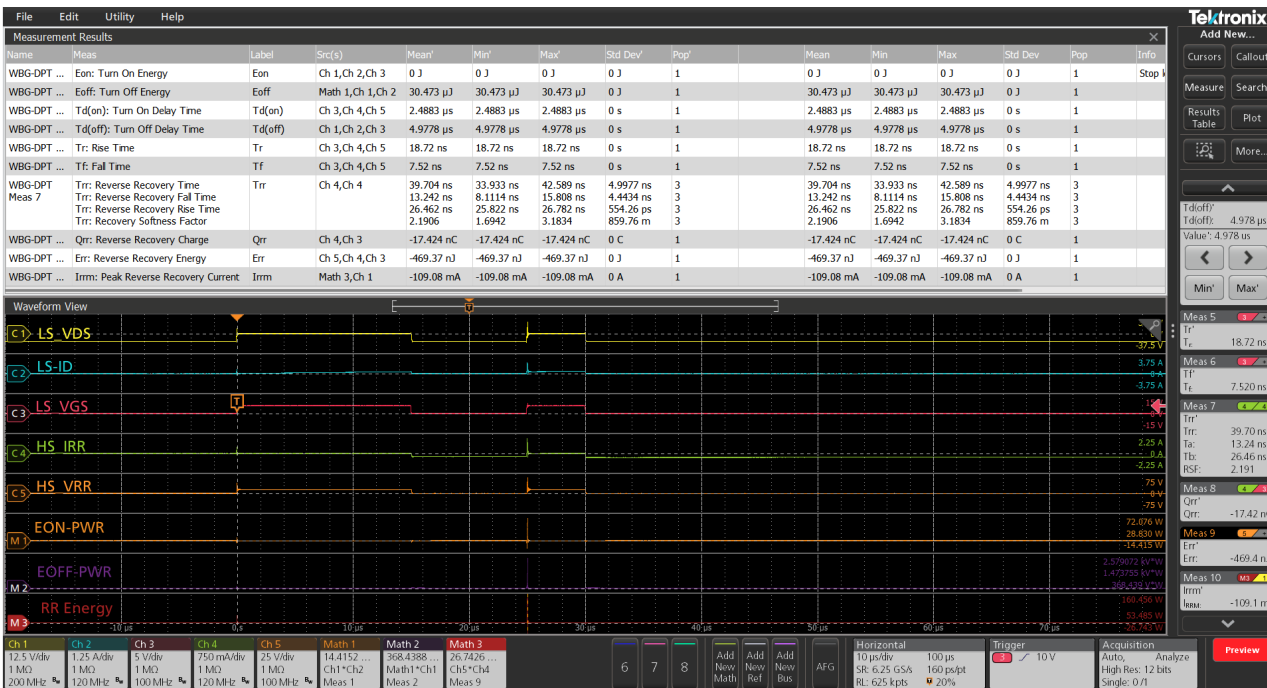 File Edit Utility Help
Tektronix
Add New...
Measurement Results
Name Meas Label Src(s) Mean' Min' Max' Std Dev' Pop' Mean Min Max Std Dev Pop Info
WBG-DPT ... Eon: Turn On Energy Eon Ch 1,Ch 2,Ch 3 0 J 0 J 0 J 0 J 1 0 J 0 J 0 J 0 J 1
WBG-DPT ... Eoff: Turn Off Energy Eoff Math 1,Ch 1,Ch 2 30.473 µJ 30.473 µJ 30.473 µJ 0 J 1 30.473 µJ 30.473 µJ 30.473 µJ 0 J 1
WBG-DPT ... Td(on): Turn On Delay Time Td(on) Ch 3,Ch 4,Ch 5 2.4883 µs 2.4883 µs 2.4883 µs 0 s 1 2.4883 µs 2.4883 µs 2.4883 µs 0 s 1
WBG-DPT ... Td(off): Turn Off Delay Time Td(off) Ch 1,Ch 2,Ch 3 4.9778 µs 4.9778 µs 4.9778 µs 0 s 1 4.9778 µs 4.9778 µs 4.9778 µs 0 s 1
WBG-DPT ... Tr: Rise Time Tr Ch 3,Ch 4,Ch 5 18.72 ns 18.72 ns 18.72 ns 0 s 1 18.72 ns 18.72 ns 18.72 ns 0 s 1
WBG-DPT ... Tf: Fall Time Tf Ch 3,Ch 4,Ch 5 7.52 ns 7.52 ns 7.52 ns 0 s 1 7.52 ns 7.52 ns 7.52 ns 0 s 1
WBG-DPT Trr: Reverse Recovery Time Trr Ch 4,Ch 4 39.704 ns 33.933 ns 42.589 ns 4.9977 ns 3 39.704 ns 33.933 ns 42.589 ns 4.9977 ns 3
Meas 7 Trr: Reverse Recovery Fall Time 13.242 ns 8.1114 ns 15.808 ns 4.4434 ns 3 13.242 ns 8.1114 ns 15.808 ns 4.4434 ns 3
Trr: Reverse Recovery Rise Time 26.462 ns 25.822 ns 26.782 ns 554.26 ps 3 26.462 ns 25.822 ns 26.782 ns 554.26 ps 3
Trr: Recovery Softness Factor 2.1906 1.6942 3.1834 859.76 m 3 2.1906 1.6942 3.1834 859.76 m 3
WBG-DPT ... Qrr: Reverse Recovery Charge Qrr Ch 4,Ch 3 -17.424 nC -17.424 nC -17.424 nC 0 C 1 -17.424 nC -17.424 nC -17.424 nC 0 C 1
WBG-DPT ... Err: Reverse Recovery Energy Err Ch 5,Ch 4,Ch 3 -469.37 nJ -469.37 nJ -469.37 nJ 0 J 1 -469.37 nJ -469.37 nJ -469.37 nJ 0 J 1
WBG-DPT ... Irrm: Peak Reverse Recovery Current Irrm Math 3,Ch 1 -109.08 mA -109.08 mA -109.08 mA 0 A 1 -109.08 mA -109.08 mA -109.08 mA 0 A 1
Cursors Callout
Measure Search
Results Table Plot
More...
Td(off)'
Td(off): 4.978 µs
Value': 4.978 us
Min' Max'
Meas 5
Tr'
18.72 ns
Meas 6
Tf'
7.520 ns
Meas 7
Trr'
Trr: 39.70 ns
Ta: 13.24 ns
Tb: 26.46 ns
RSF: 2.191
Meas 8
Qrr'
Qrr: -17.42 n
Meas 9
Err'
Err: -469.4 n
Meas 10
Irrm'
IRRM: -109.1 m
Waveform View
C1 LS_VDS
-37.5 V
C2 LS-ID
3.75 A
0 A
-3.75 A
T
C3 LS_VGS
-15 V
C4 HS_IRR
2.25 A
0 A
-2.25 A
C5 HS_VRR
75 V
0 V
-75 V
M1 EON-PWR
72.076 W
28.830 W
-14.415 W
M2 EOFF-PWR
2.579072 kV*W
1.473755 kV*W
368.439 V*W
M3 RR Energy
160.456 W
53.485 W
-26.743 W
-10 µs 0 s 10 µs 20 µs 30 µs 50 µs 60 µs 70 µs
Ch 1
12.5 V/div
1 MΩ
200 MHz
Ch 2
1.25 A/div
1 MΩ
120 MHz
Ch 3
5 V/div
1 MΩ
100 MHz
Ch 4
750 mA/div
1 MΩ
120 MHz
Ch 5
25 V/div
1 MΩ
100 MHz
Math 1
14.4152 ...
Ch1*Ch2
Meas 1
Math 2
368.4388 ...
Math1*Ch1
Meas 2
Math 3
26.7426 ...
Ch5*Ch4
Meas 9
6 7 8
Add New Math
Add New Ref
Add New Bus
AFG
Horizontal
10 µs/div 100 µs
SR: 6.25 GS/s 160 ps/pt
RL: 625 kpts 20%
Trigger
3 10 V
Acquisition
Auto, Analyze
High Res: 12 bits
Single: 0/1
Preview